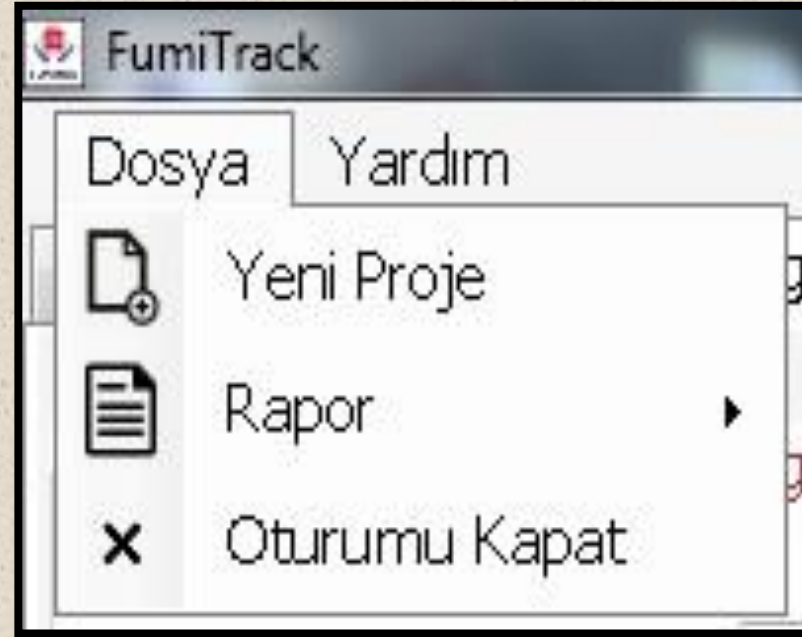 FumiTrack
Dosya Yardım
Yeni Proje
Rapor
Oturumu Kapat